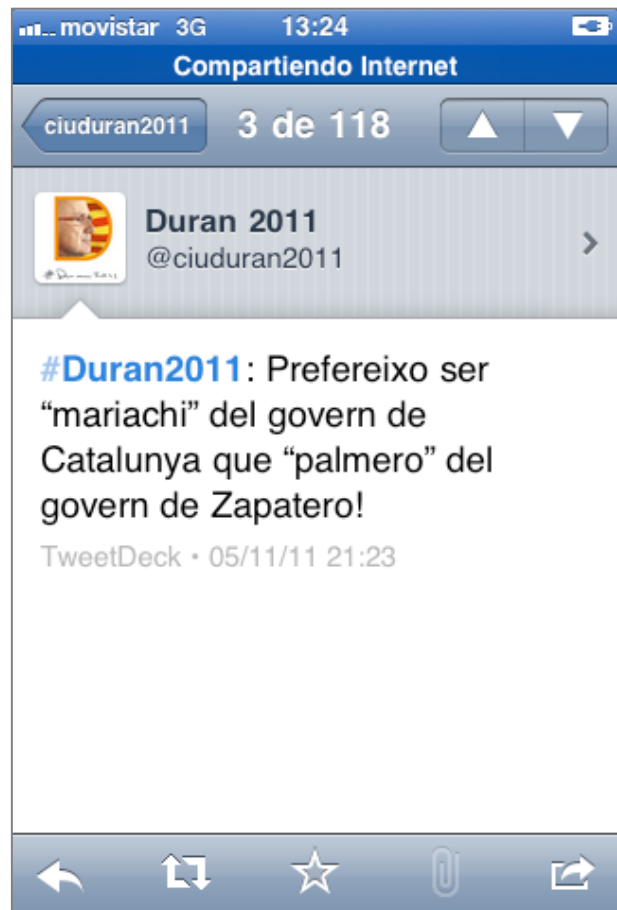 movistar 3G 13:24
Compartiendo Internet
ciuduran2011 3 de 118
Duran 2011
@ciuduran2011
#Duran2011: Prefereixo ser
“mariachi” del govern de
Catalunya que “palmero” del
govern de Zapatero!
TweetDeck • 05/11/11 21:23